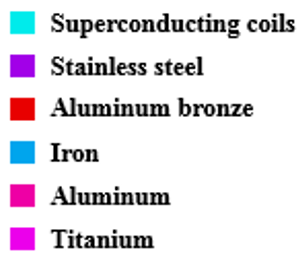 Superconducting coils
Stainless steel
Aluminum bronze
Iron
Aluminum
Titanium